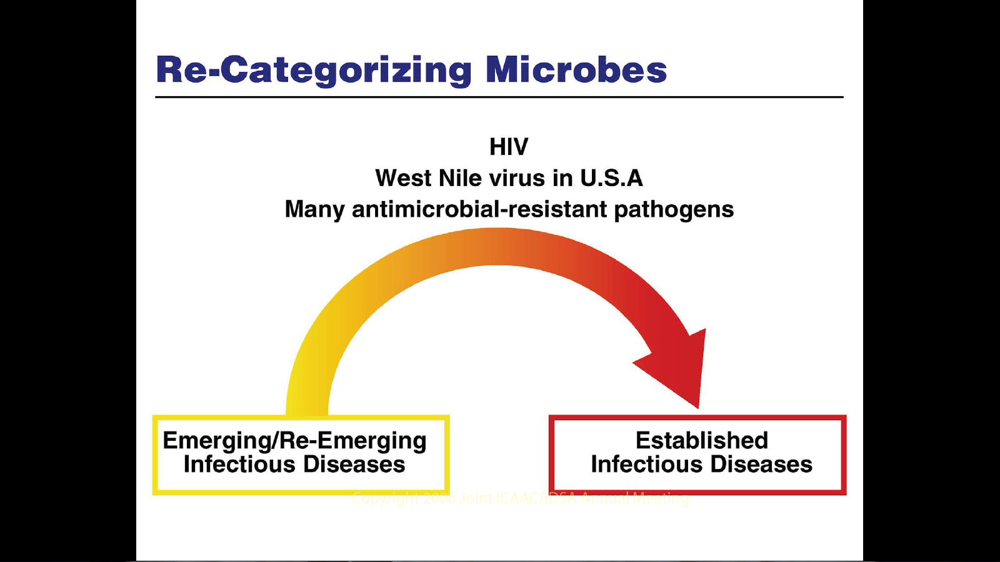 Re-Categorizing Microbes
HIV
West Nile virus in U.S.A
Many antimicrobial-resistant pathogens
Emerging/Re-Emerging
Infectious Diseases
Established
Infectious Diseases
Copyright 2008 Joint ICAAC/IDSA Annual Meeting